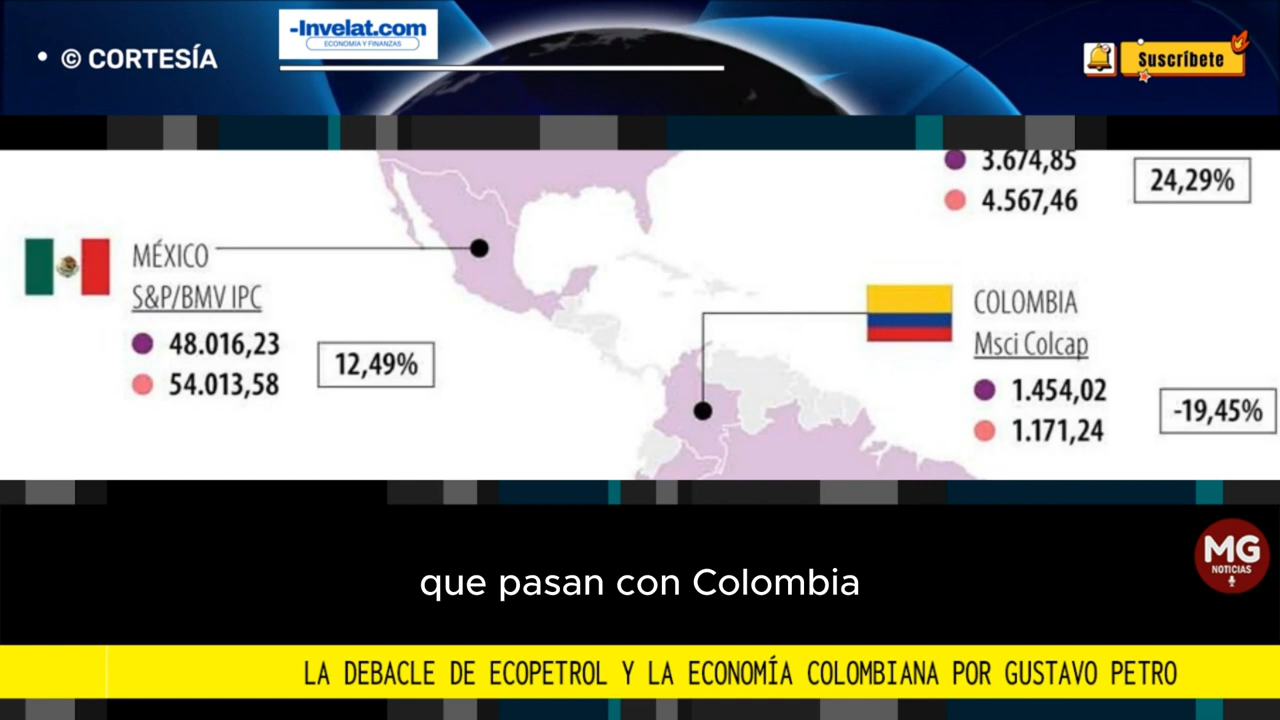 • © CORTESÍA
-Invelat.com
ECONOMÍA Y FINANZAS
Suscríbete
3.674,85
4.567,46
24,29%
MÉXICO
S&P/BMV IPC
48.016,23
54.013,58
12,49%
COLOMBIA
Msci Colcap
1.454,02
1.171,24
-19,45%
que pasan con Colombia
MG
NOTICIAS
LA DEBACLE DE ECOPETROL Y LA ECONOMÍA COLOMBIANA POR GUSTAVO PETRO